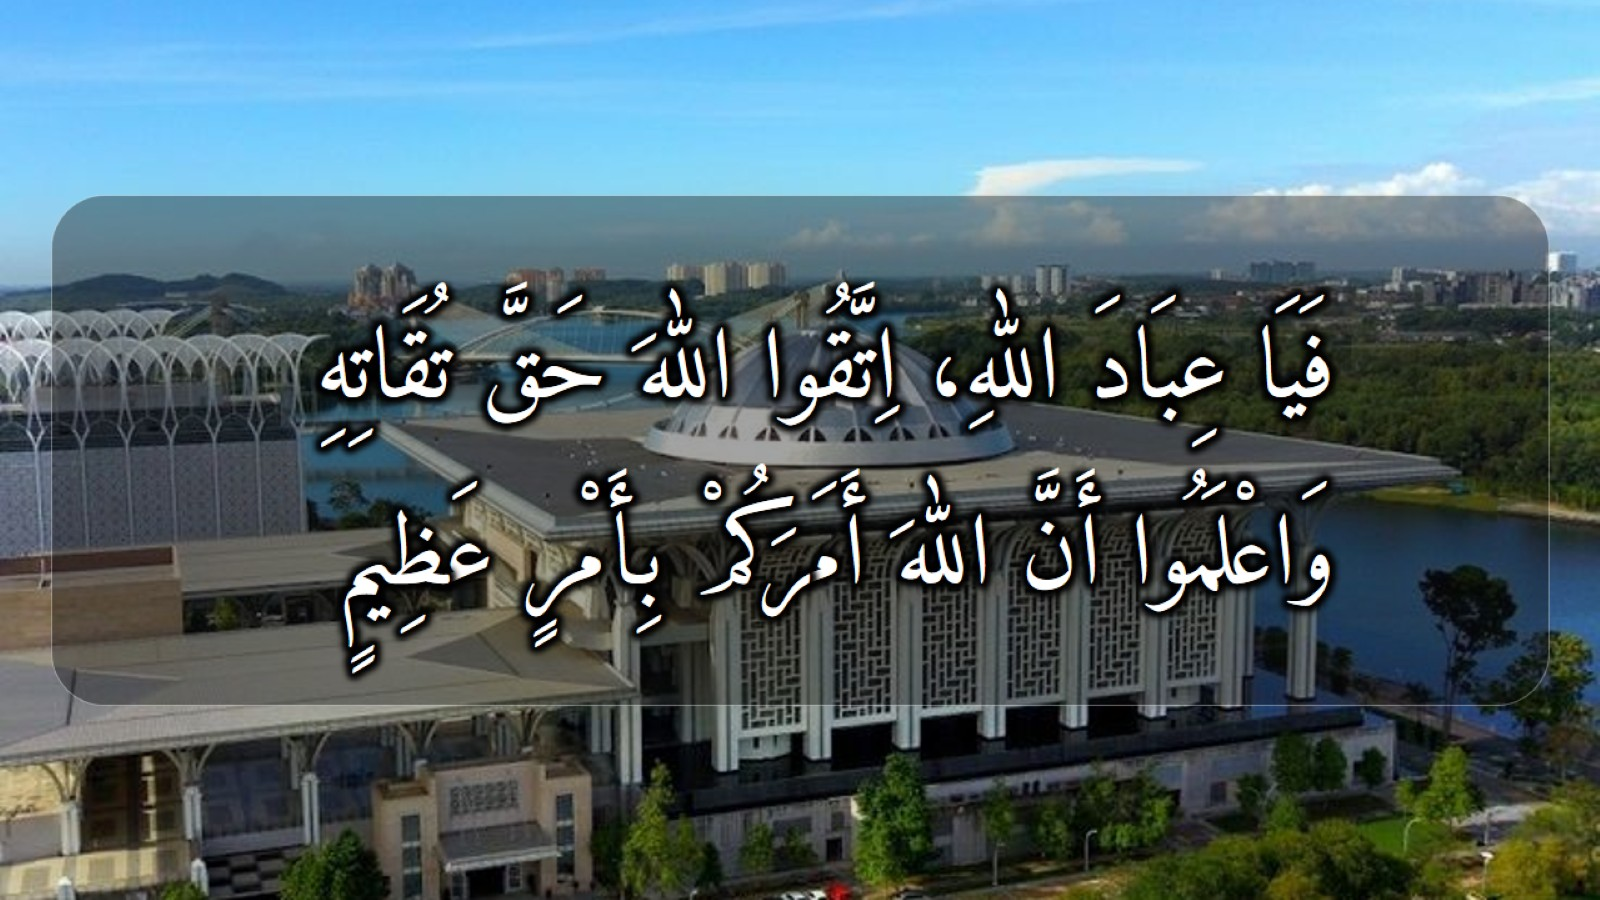 فَيَا عِبَادَ اللهِ، اِتَّقُوا اللهَ حَقَّ تُقَاتِهِ
وَاعْلَمُوا أَنَّ اللهَ أَمَرَكُمْ بِأَمْرٍ عَظِيمٍ